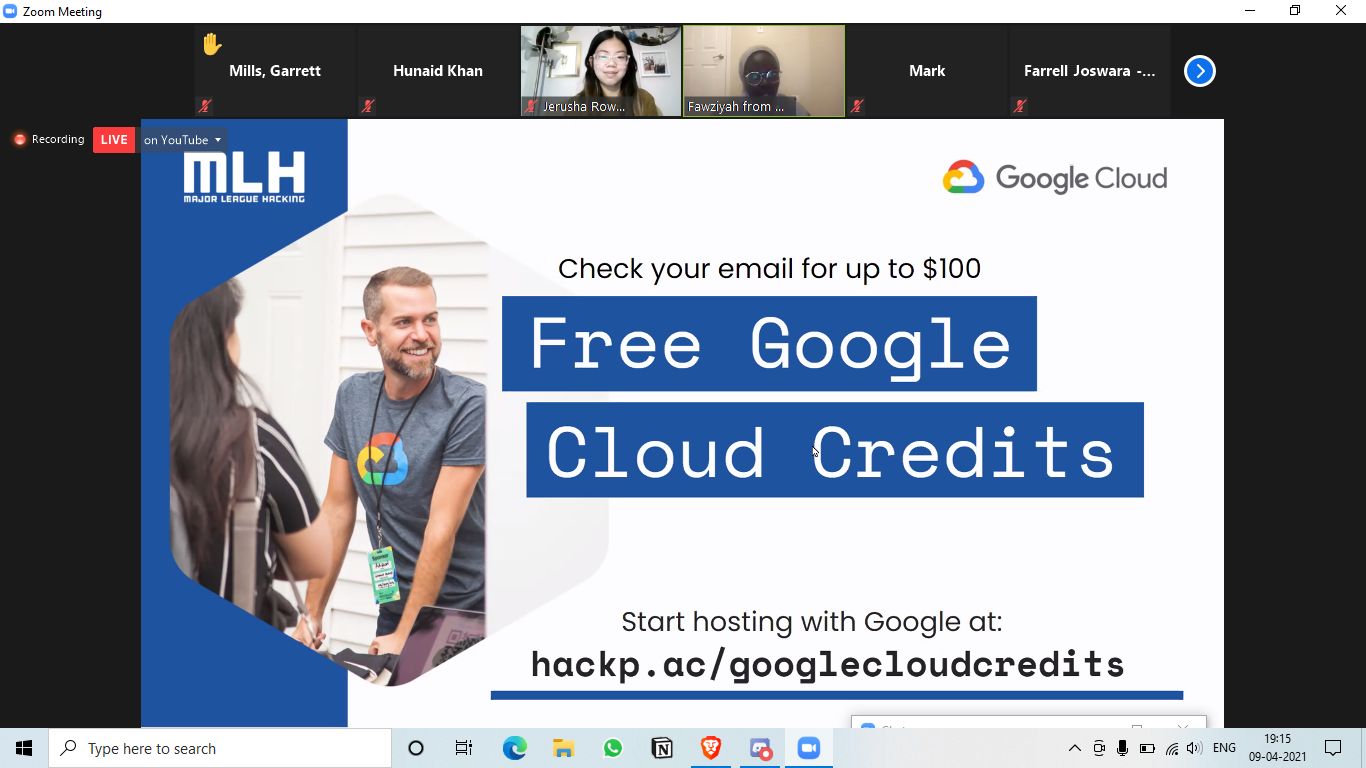 Zoom Meeting
Mills, Garrett
Hunaid Khan
Jerusha Row...
Fawziyah from ...
Mark
Farrell Joswara -...
Recording
LIVE
on YouTube
MLH
MAJOR LEAGUE HACKING
Google Cloud
Check your email for up to $100
Free Google
Cloud Credits
Start hosting with Google at:
hackp.ac/googlecloudcredits
Type here to search
ENG
19:15
09-04-2021